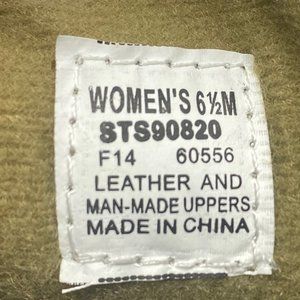 WOMEN'S 6½M
STS90820
F14 60556
LEATHER AND
MAN-MADE UPPERS
MADE IN CHINA